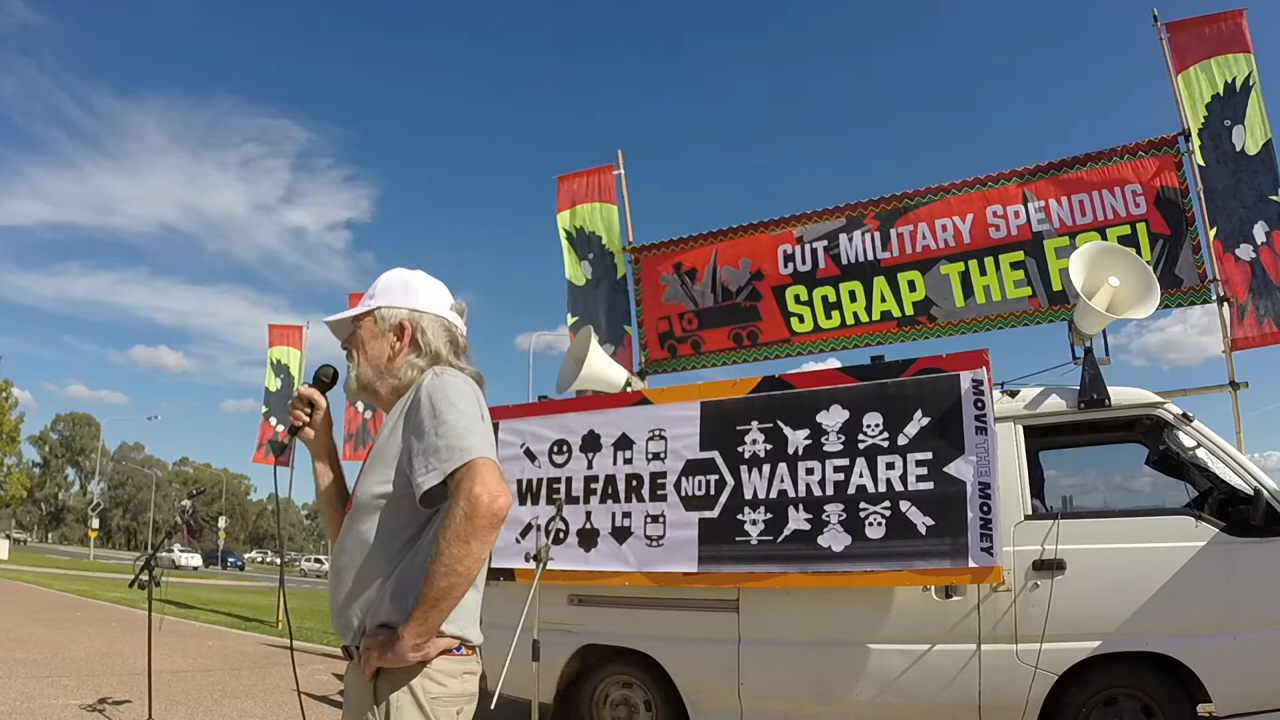 CUT MILITARY SPENDING
SCRAP THE
WELFARE NOT WARFARE
MOVE THE MONEY